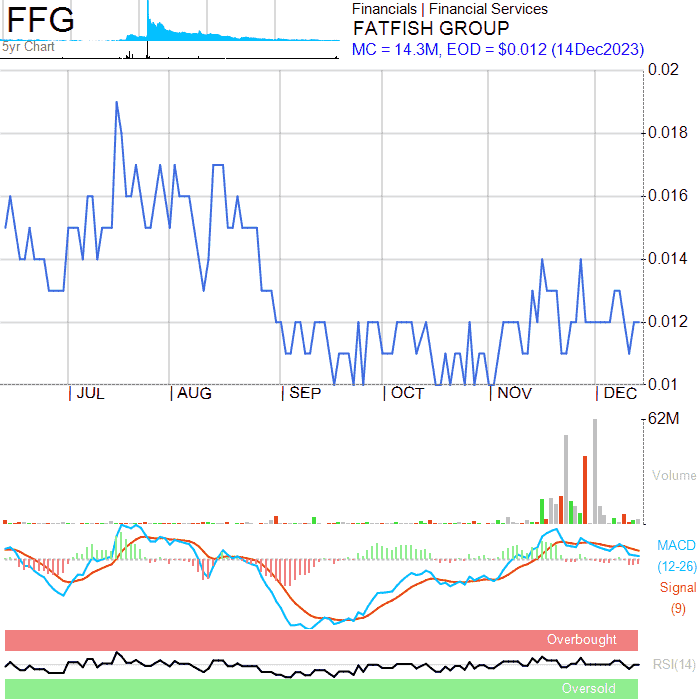 FFG
5yr Chart
Financials | Financial Services
FATFISH GROUP
MC = 14.3M, EOD = $0.012 (14Dec2023)
0.02
0.018
0.016
0.014
0.012
0.01
JUL AUG SEP OCT NOV DEC
62M
Volume
MACD
(12-26)
Signal
(9)
Overbought
RSI(14)
Oversold